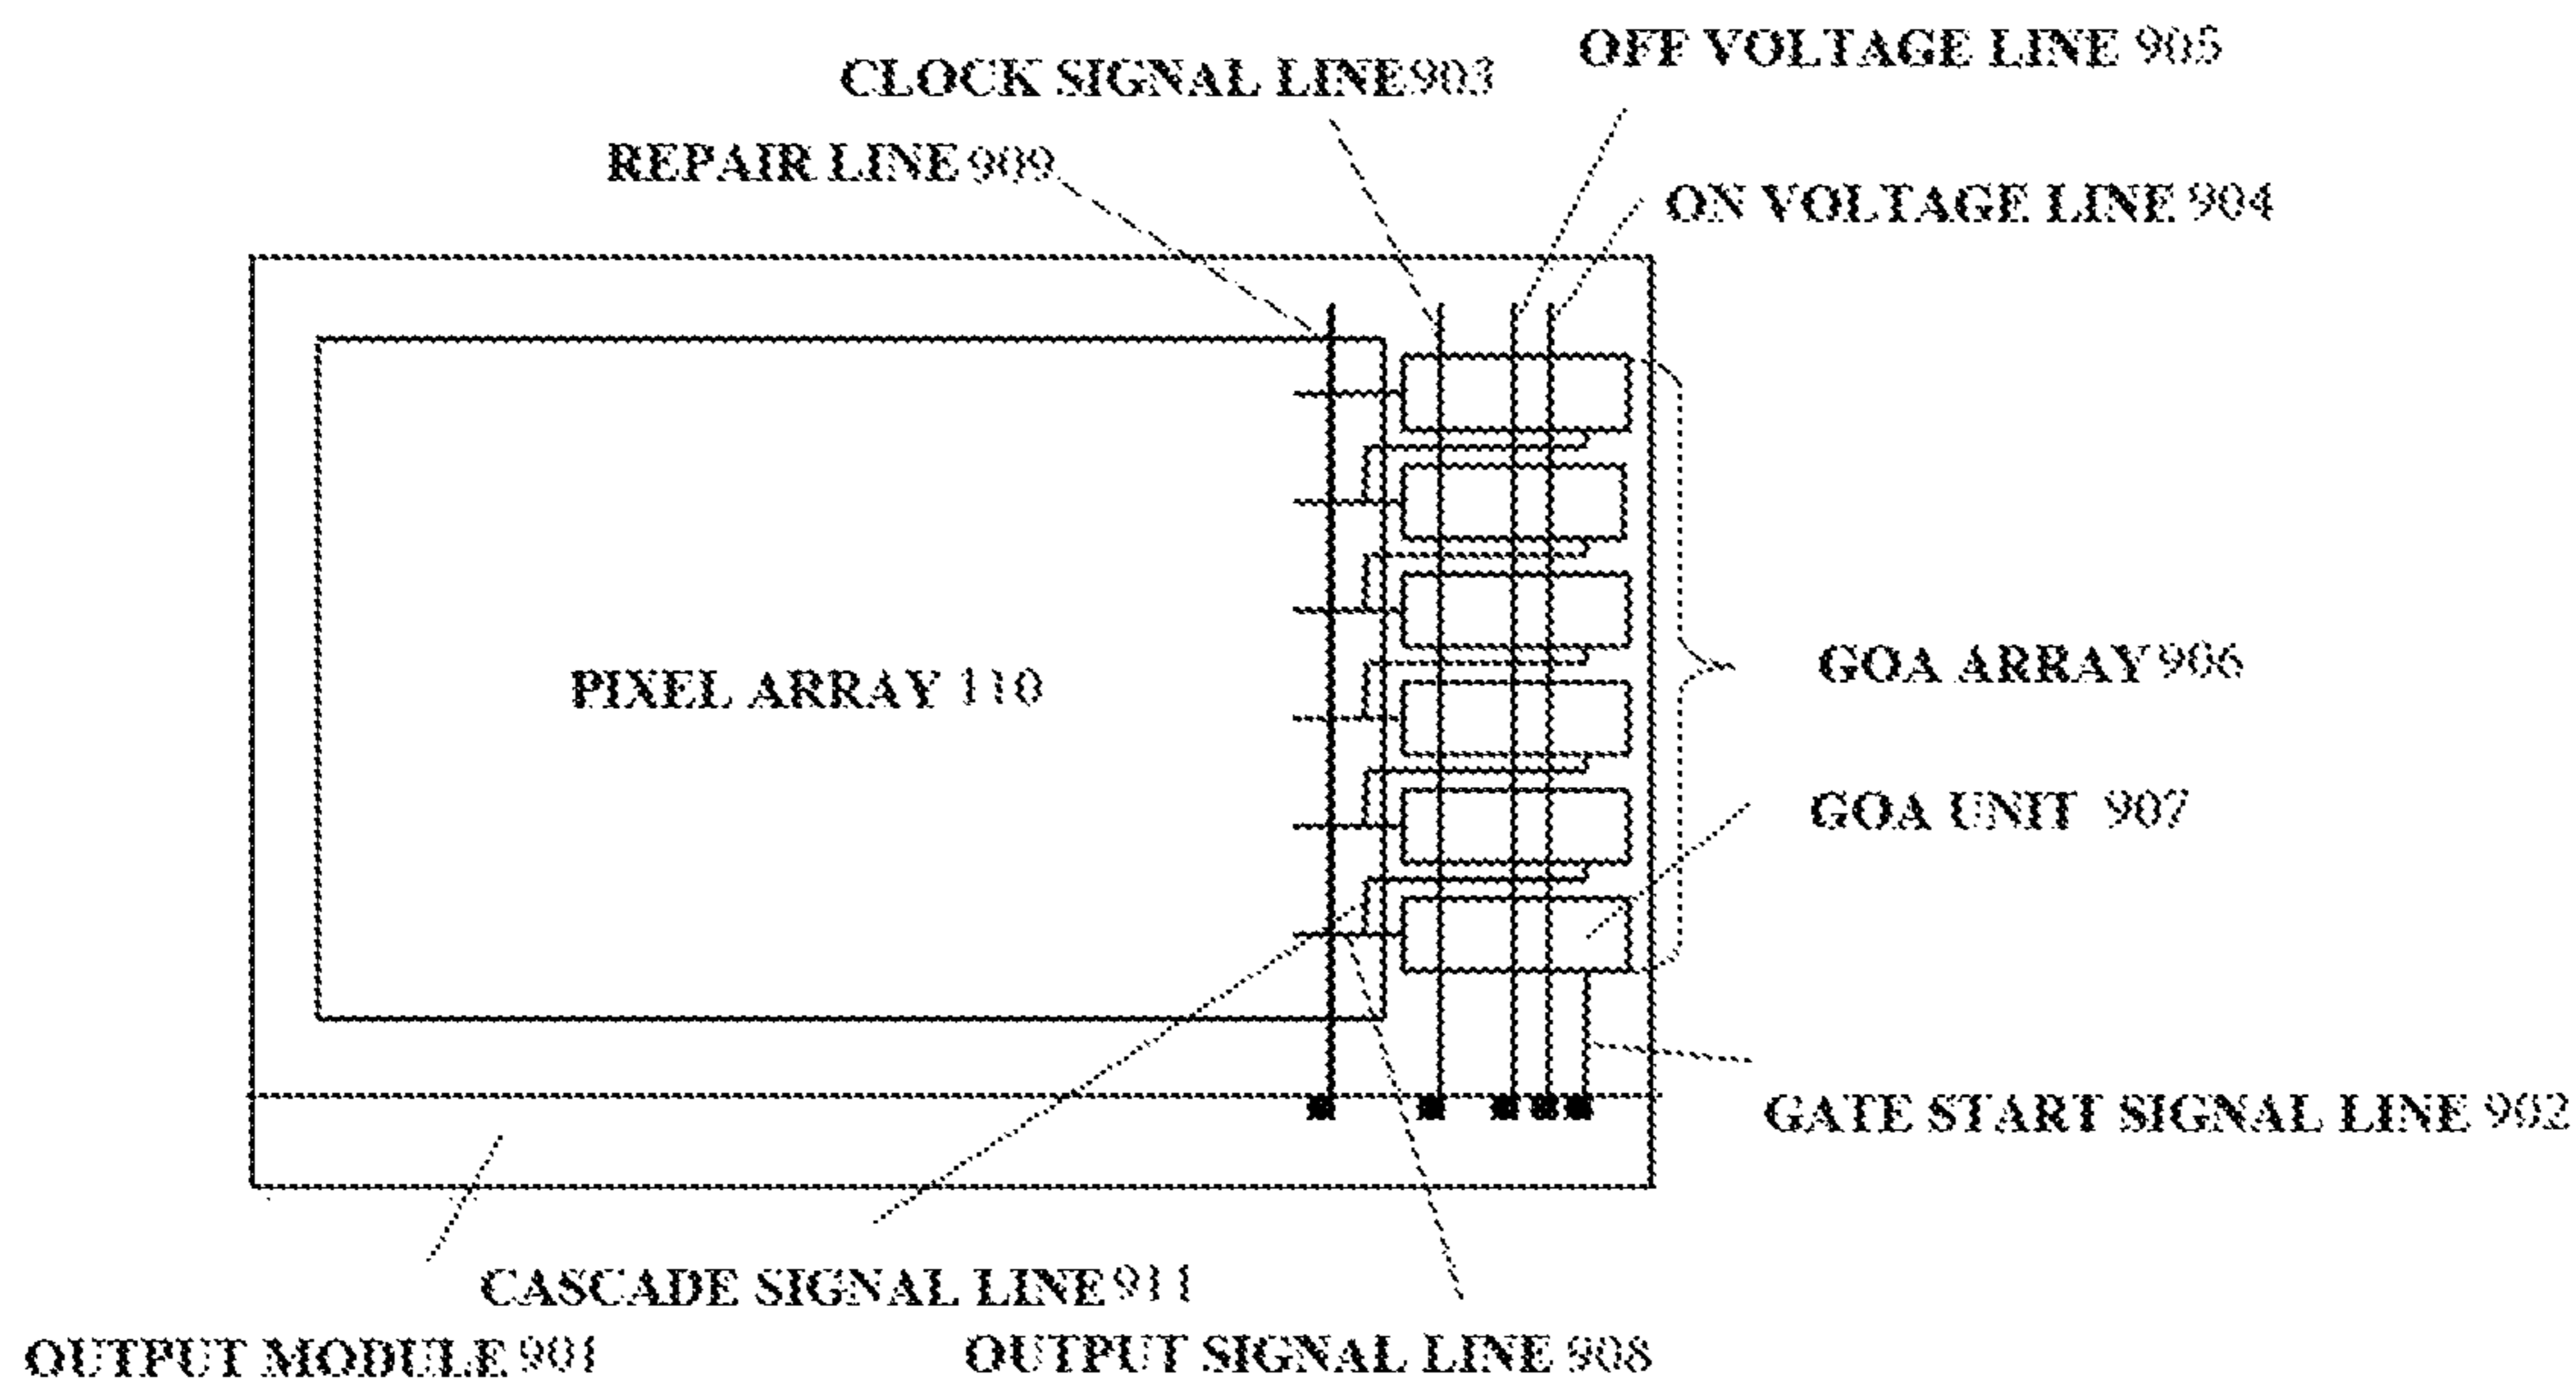 OFF VOLTAGE LINE 905
CLOCK SIGNAL LINE 903
REPAIR LINE 909
ON VOLTAGE LINE 904
PIXEL ARRAY 110
GOA ARRAY 906
GOA UNIT 907
GATE START SIGNAL LINE 902
CASCADE SIGNAL LINE 911
OUTPUT MODULE 901
OUTPUT SIGNAL LINE 908